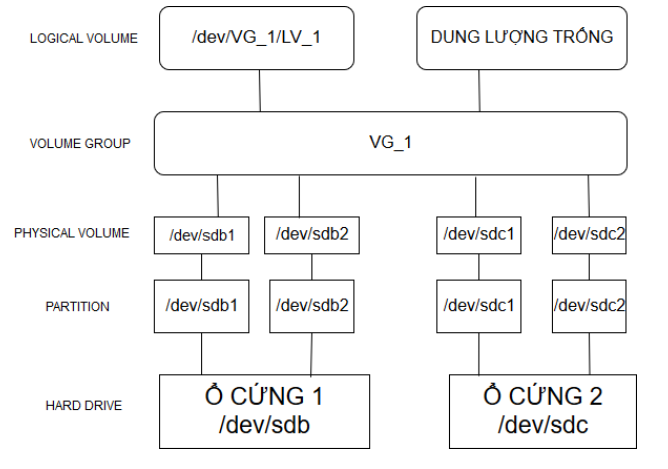 LOGICAL VOLUME
/dev/VG_1/LV_1
DUNG LƯỢNG TRỐNG
VOLUME GROUP
VG_1
PHYSICAL VOLUME
/dev/sdb1
/dev/sdb2
/dev/sdc1
/dev/sdc2
PARTITION
/dev/sdb1
/dev/sdb2
/dev/sdc1
/dev/sdc2
HARD DRIVE
Ổ CỨNG 1
/dev/sdb
Ổ CỨNG 2
/dev/sdc